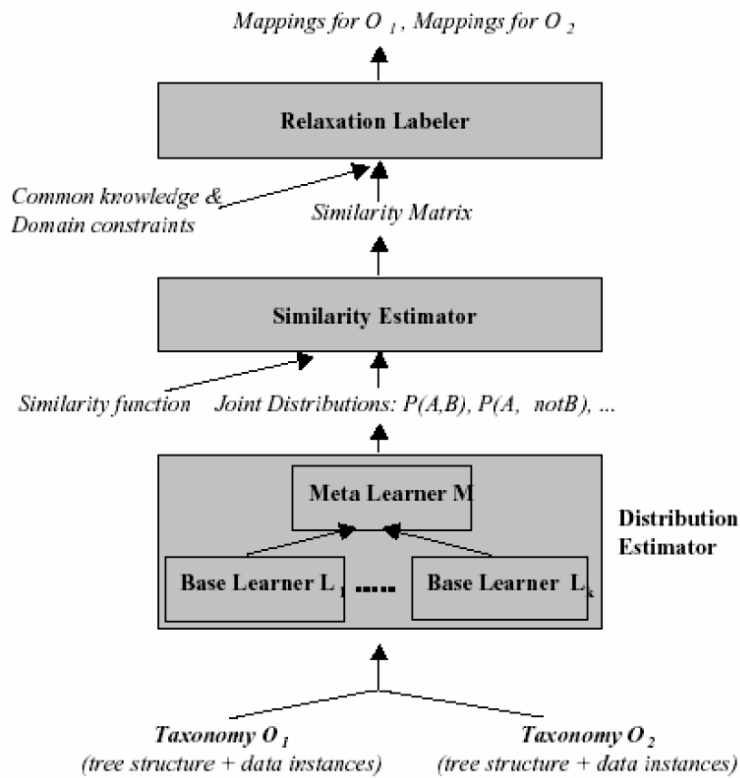 Mappings for O 1 , Mappings for O 2
Relaxation Labeler
Common knowledge &
Domain constraints
Similarity Matrix
Similarity Estimator
Similarity function
Joint Distributions: P(A,B), P(A, notB), ...
Meta Learner M
Distribution
Estimator
Base Learner L 1
.....
Base Learner L k
Taxonomy O1
(tree structure + data instances)
Taxonomy O2
(tree structure + data instances)